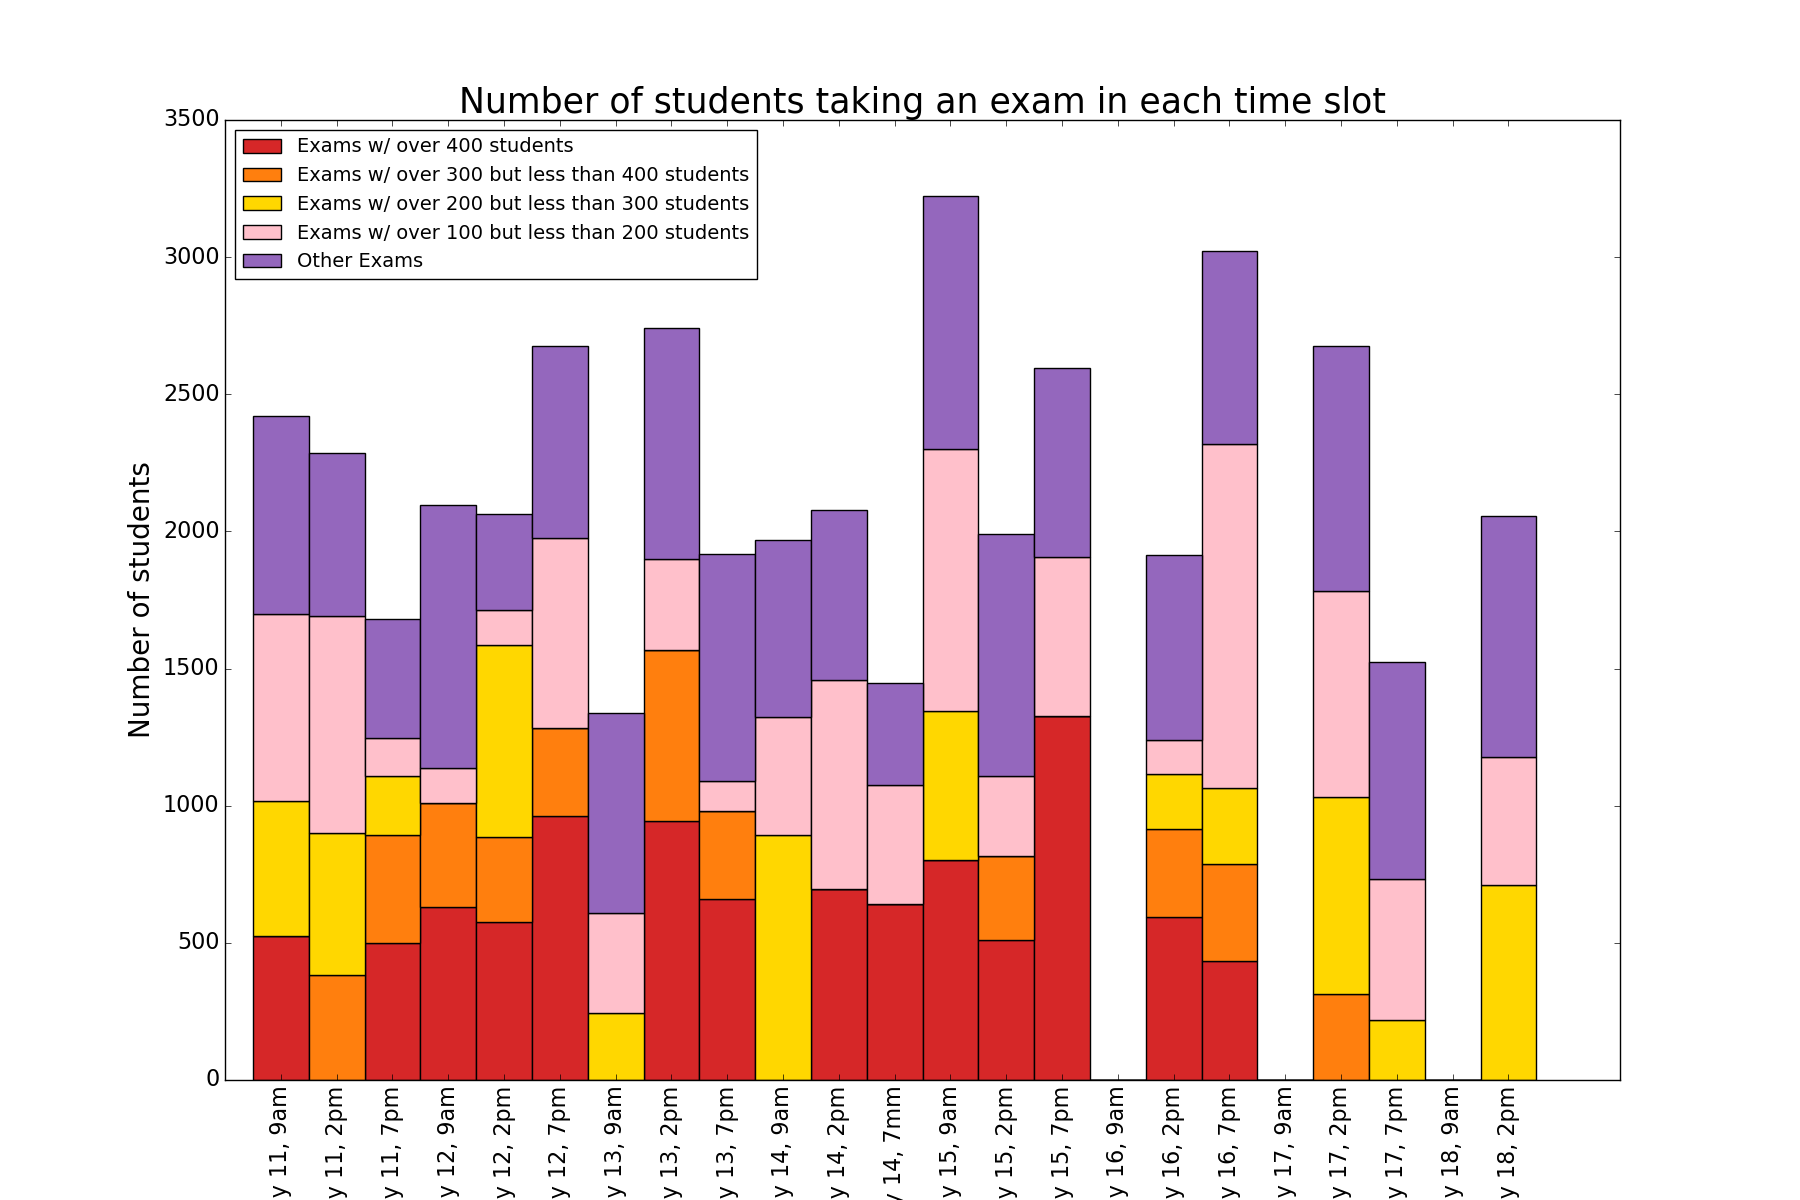 Number of students taking an exam in each time slot
3500
3000
2500
2000
1500
1000
500
0
Number of students
Exams w/ over 400 students
Exams w/ over 300 but less than 400 students
Exams w/ over 200 but less than 300 students
Exams w/ over 100 but less than 200 students
Other Exams
y 11, 9am
y 11, 2pm
y 11, 7pm
y 12, 9am
y 12, 2pm
y 12, 7pm
y 13, 9am
y 13, 2pm
y 13, 7pm
y 14, 9am
y 14, 2pm
y 14, 7mm
y 15, 9am
y 15, 2pm
y 15, 7pm
y 16, 9am
y 16, 2pm
y 16, 7pm
y 17, 9am
y 17, 2pm
y 17, 7pm
y 18, 9am
y 18, 2pm